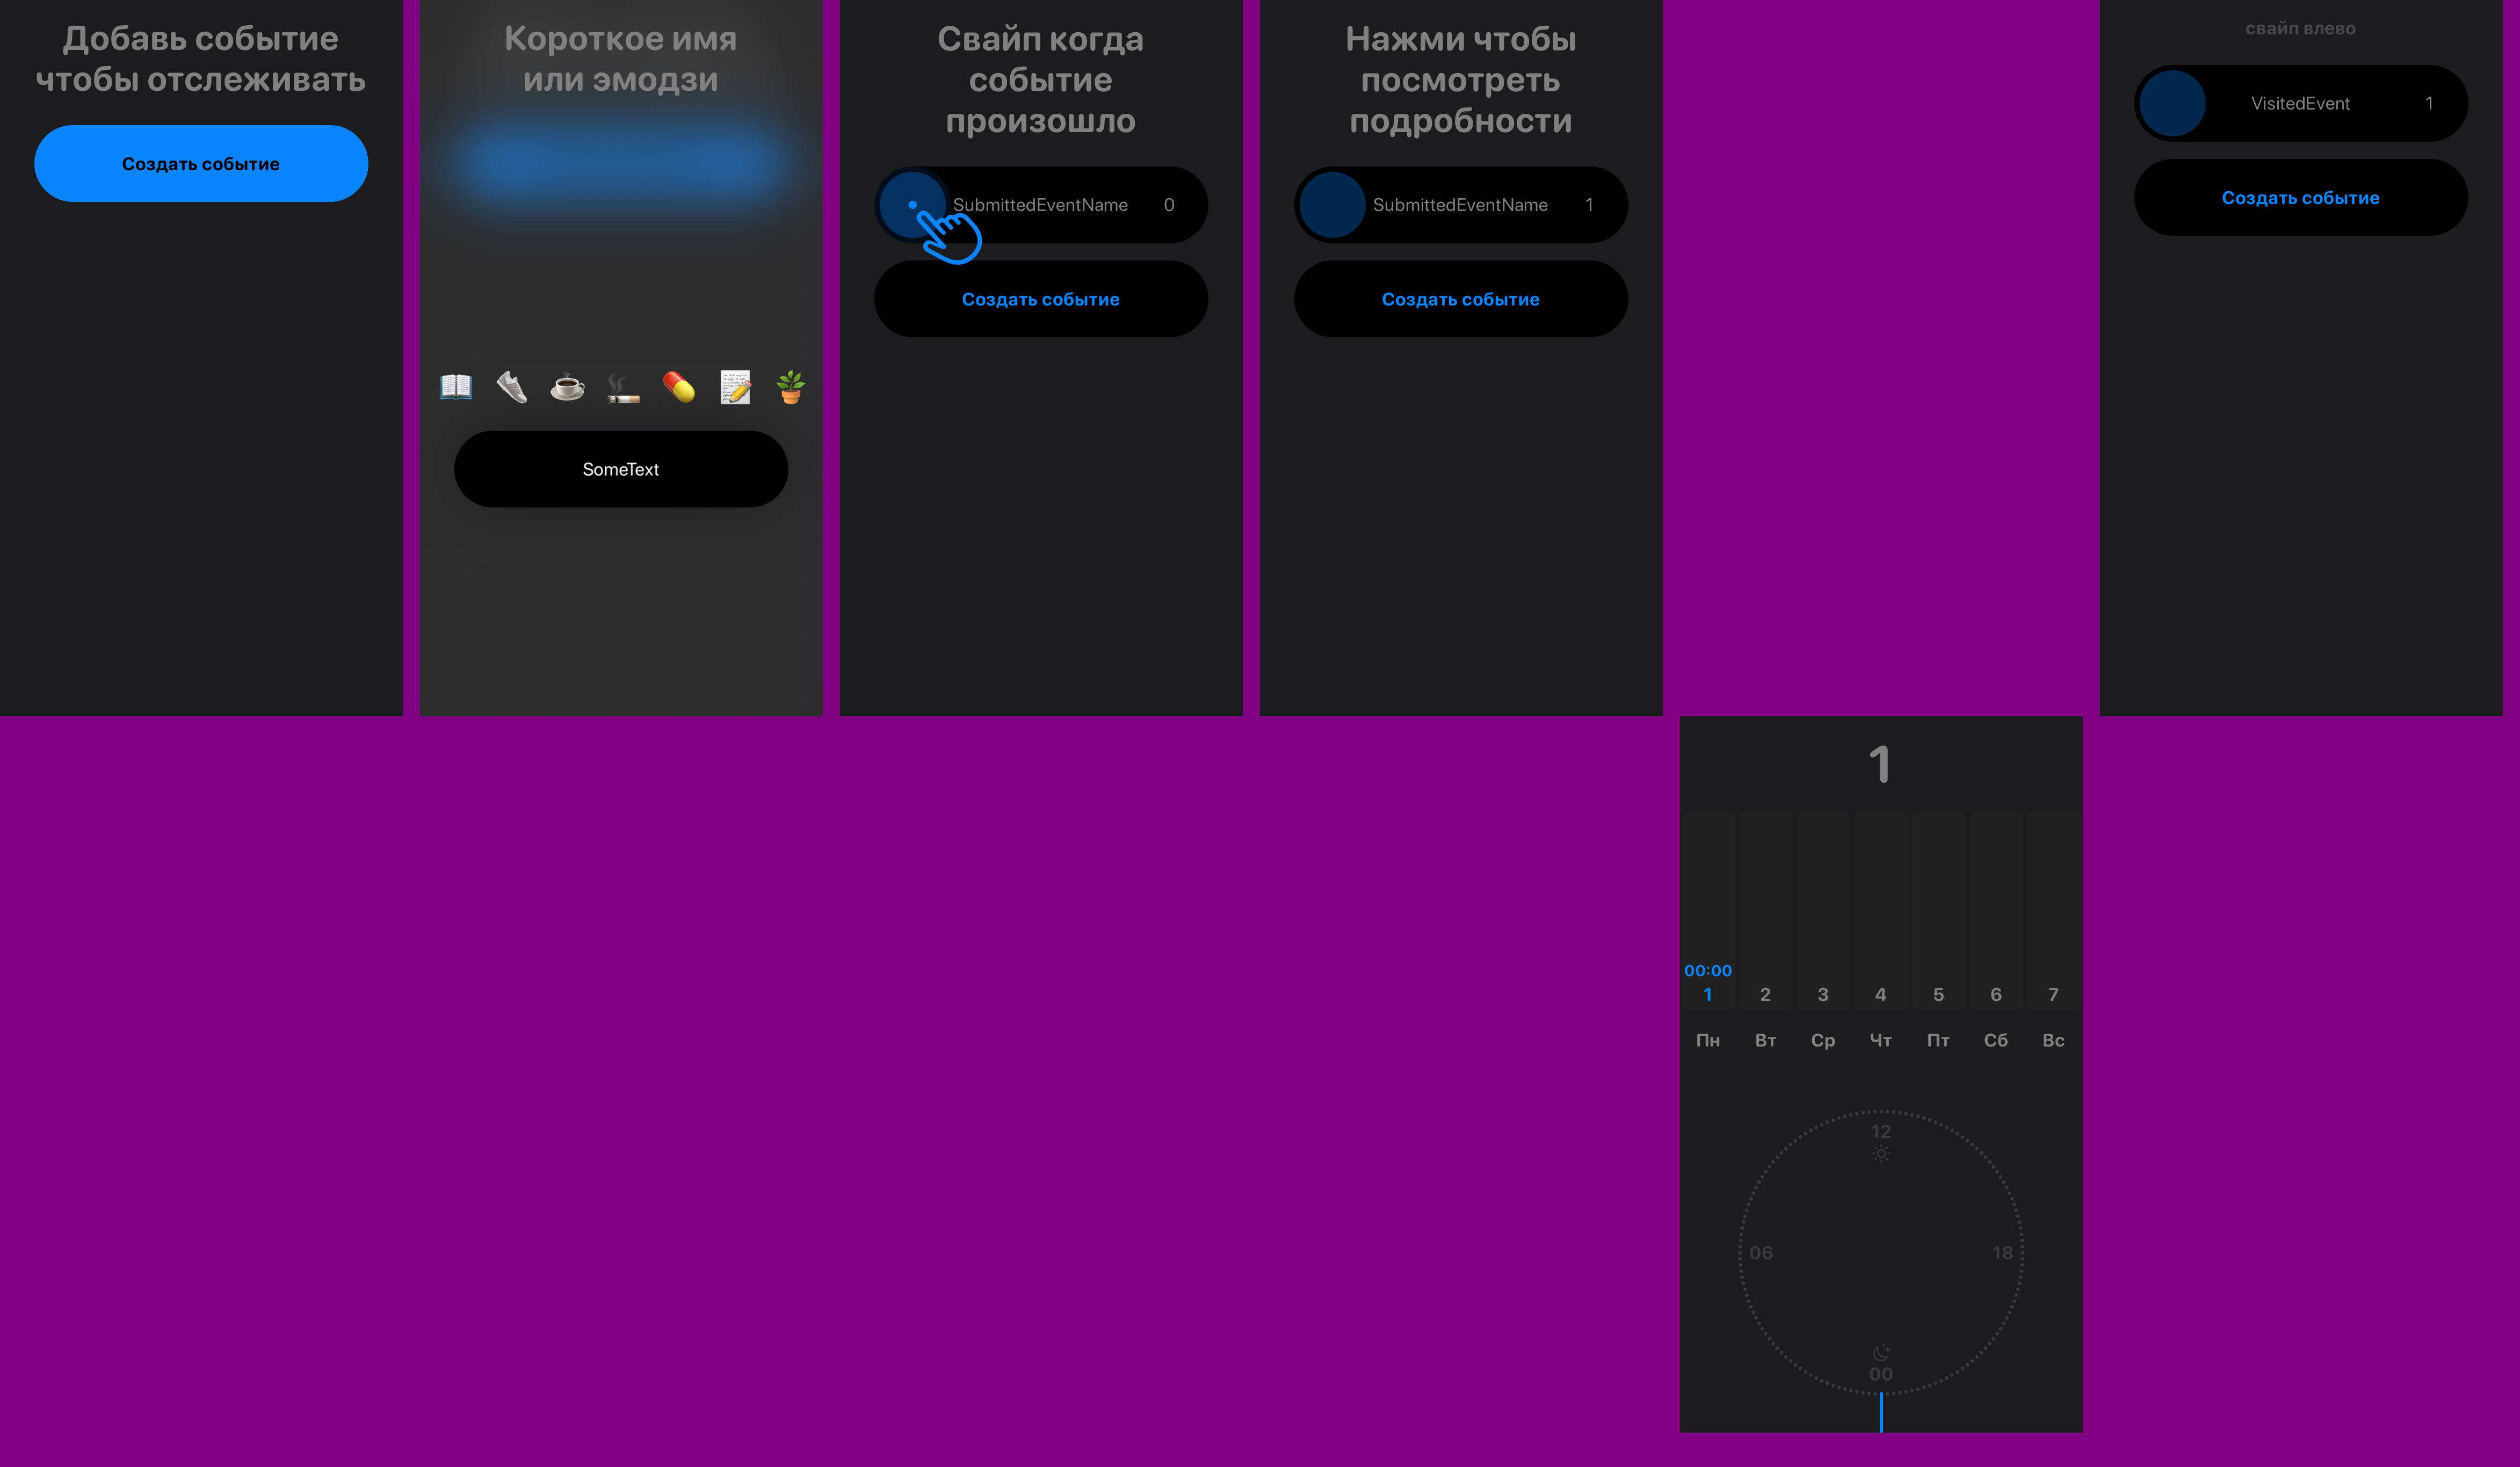 Добавь событие
чтобы отслеживать
Создать событие
Короткое имя
или эмодзи
SomeText
Свайп когда
событие
произошло
SubmittedEventName 0
Создать событие
Нажми чтобы
посмотреть
подробности
SubmittedEventName 1
Создать событие
свайп влево
VisitedEvent 1
Создать событие
1
00:00
1 2 3 4 5 6 7
Пн Вт Ср Чт Пт Сб Вс
12
06 18
00